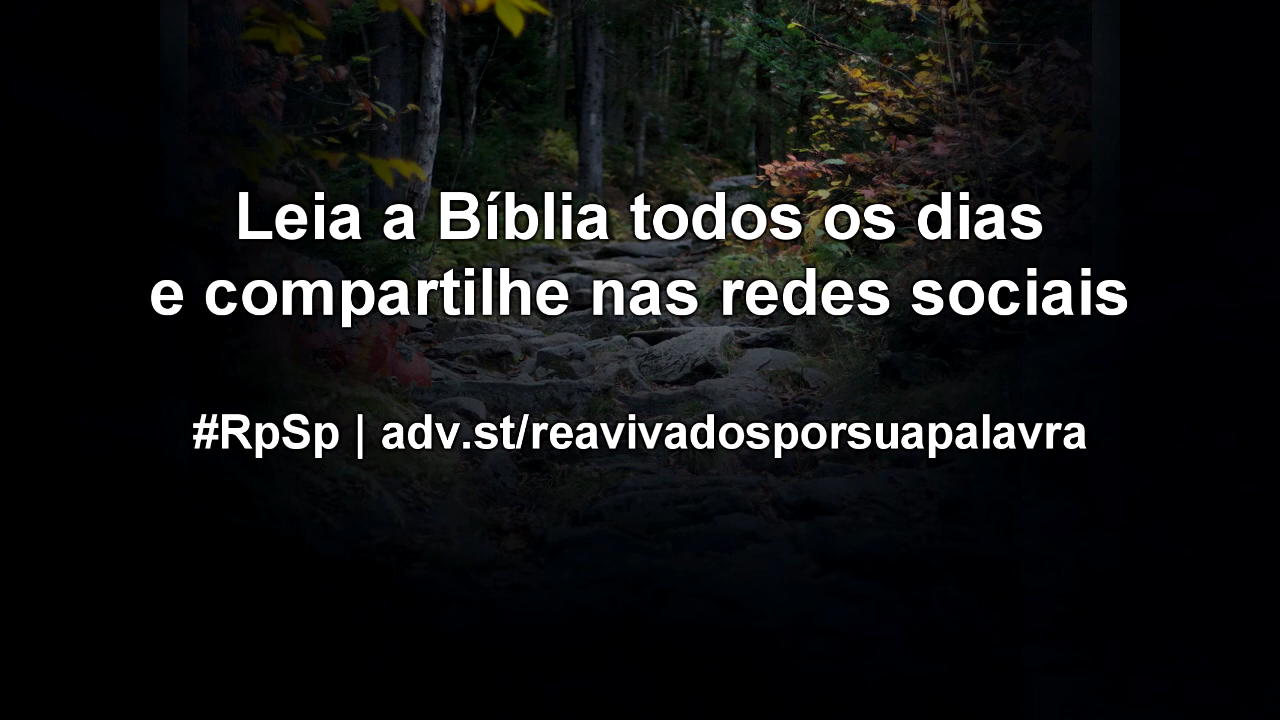 Leia a Bíblia todos os dias
e compartilhe nas redes sociais
#RpSp | adv.st/reavivadosporsuapalavra